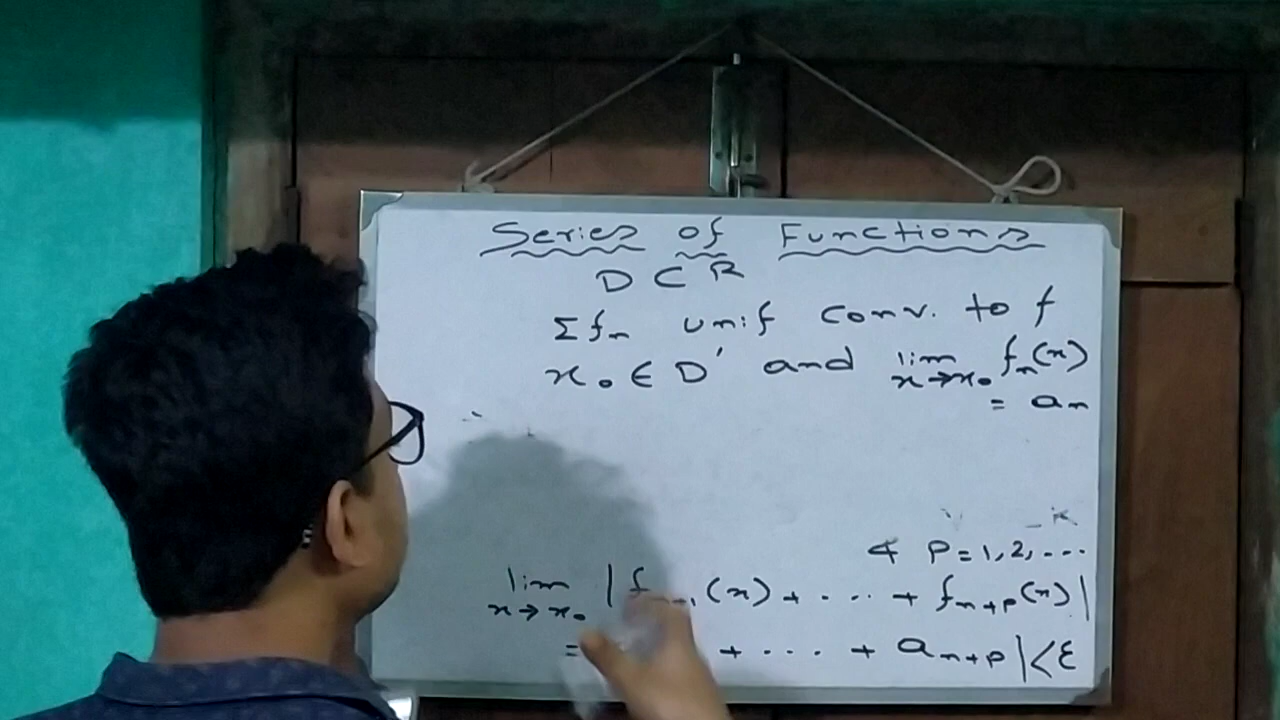 Series of Functions
D ⊂ R
Σfn unif conv. to f
x₀ ∈ D' and lim x→x₀ fn(x)
= an
& P = 1, 2, ...
lim x→x₀ | f (x) + .... + fn+p(x) |
= + ... + an+p | < ε